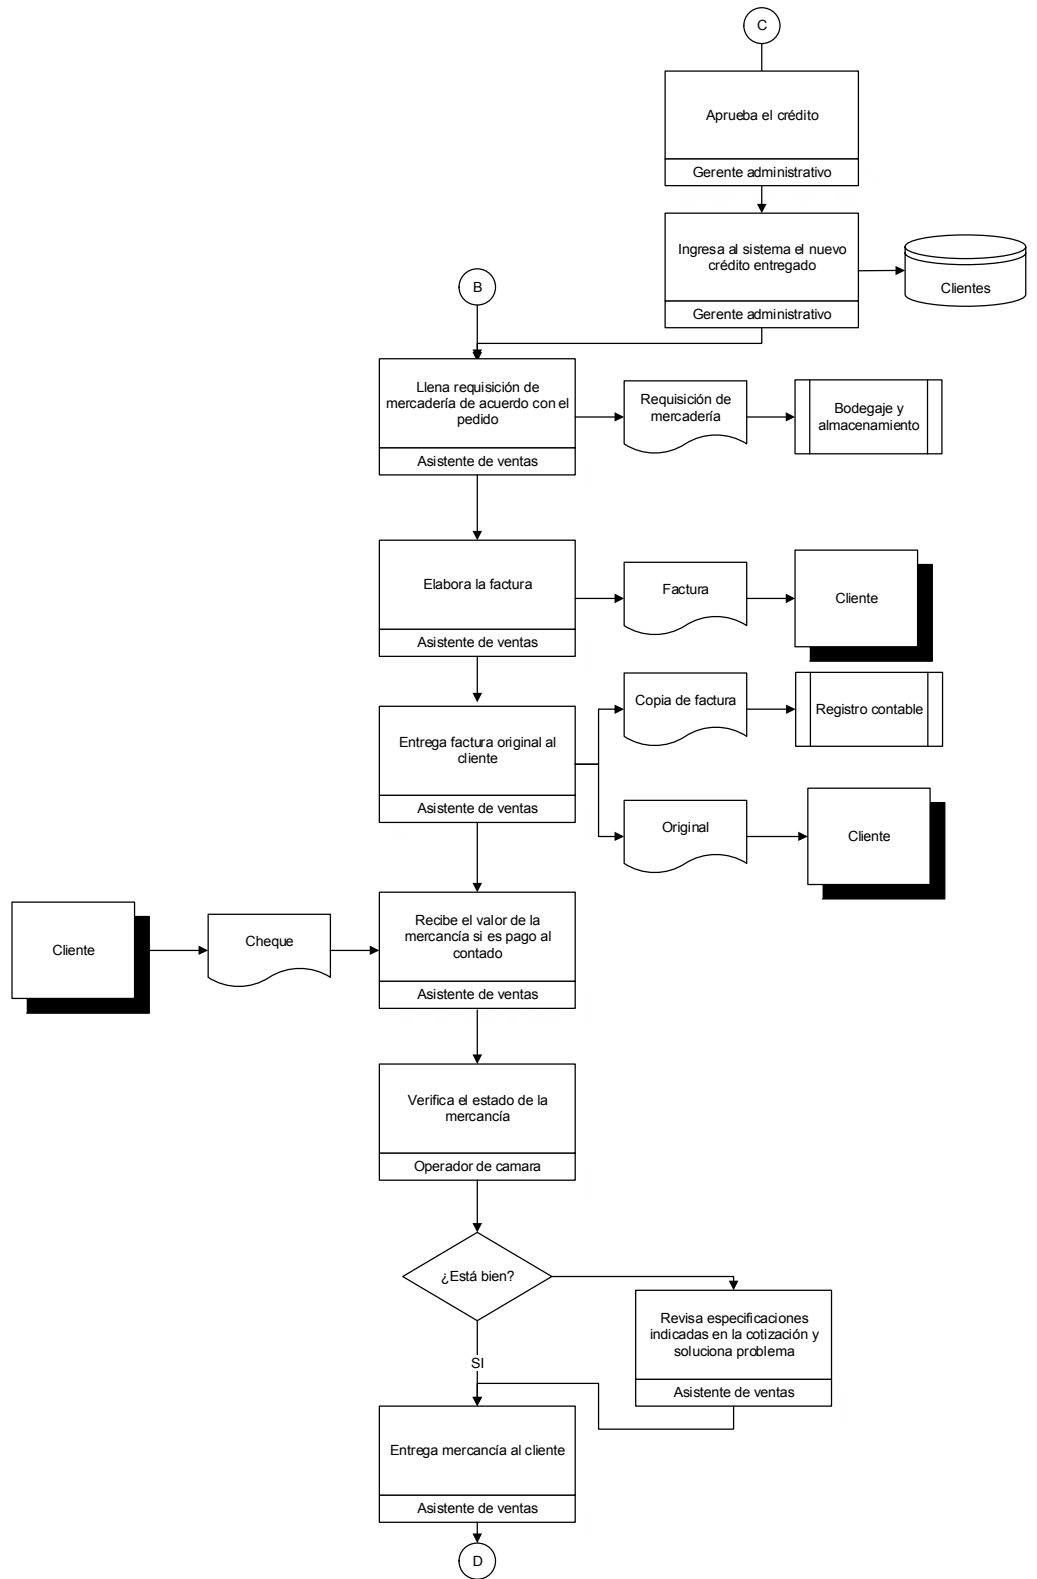 C
Aprueba el crédito
Gerente administrativo
Ingresa al sistema el nuevo
crédito entregado
Gerente administrativo
Clientes
B
Llena requisición de
mercadería de acuerdo con el
pedido
Asistente de ventas
Requisición de
mercadería
Bodegaje y
almacenamiento
Elabora la factura
Asistente de ventas
Factura
Cliente
Entrega factura original al
cliente
Asistente de ventas
Copia de factura
Registro contable
Original
Cliente
Cliente
Cheque
Recibe el valor de la
mercancía si es pago al
contado
Asistente de ventas
Verifica el estado de la
mercancía
Operador de camara
¿Está bien?
Revisa especificaciones
indicadas en la cotización y
soluciona problema
Asistente de ventas
SI
Entrega mercancía al cliente
Asistente de ventas
D